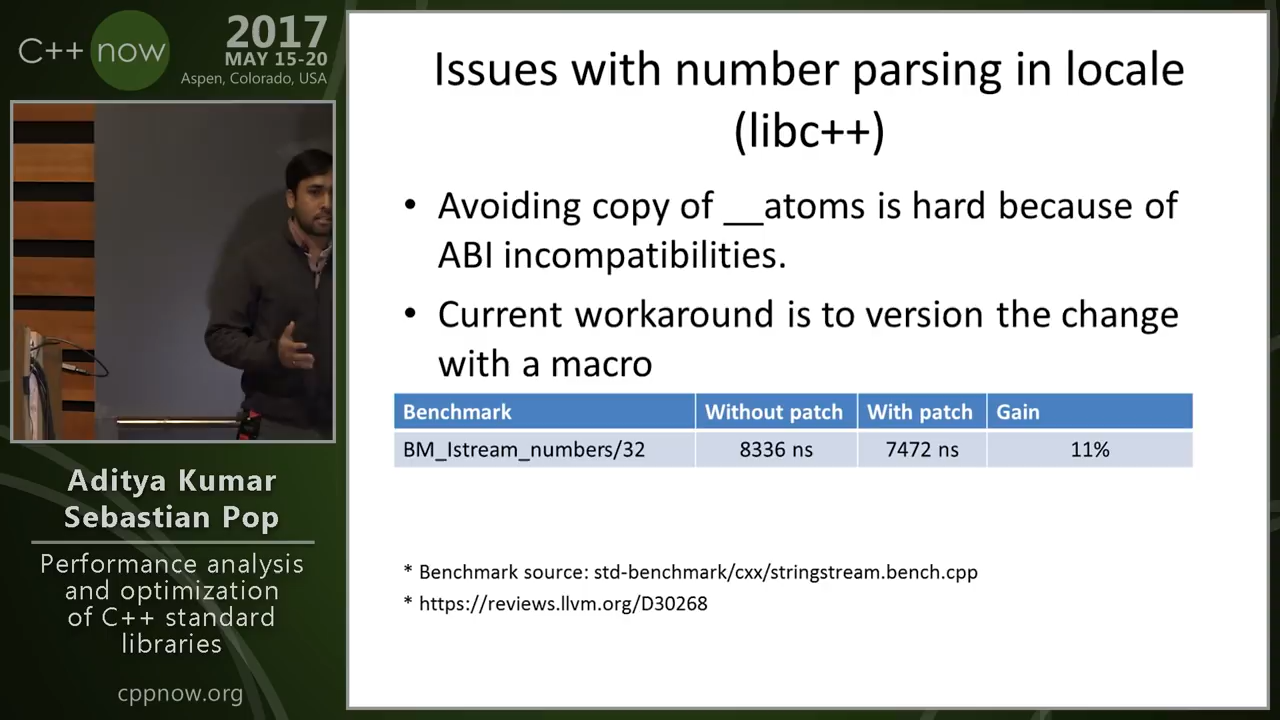 C++ now
2017
MAY 15-20
Aspen, Colorado, USA
Issues with number parsing in locale
(libc++)
• Avoiding copy of __atoms is hard because of
ABI incompatibilities.
• Current workaround is to version the change
with a macro
Benchmark Without patch With patch Gain
BM_Istream_numbers/32 8336 ns 7472 ns 11%
* Benchmark source: std-benchmark/cxx/stringstream.bench.cpp
* https://reviews.llvm.org/D30268
Aditya Kumar
Sebastian Pop
Performance analysis
and optimization
of C++ standard
libraries
cppnow.org